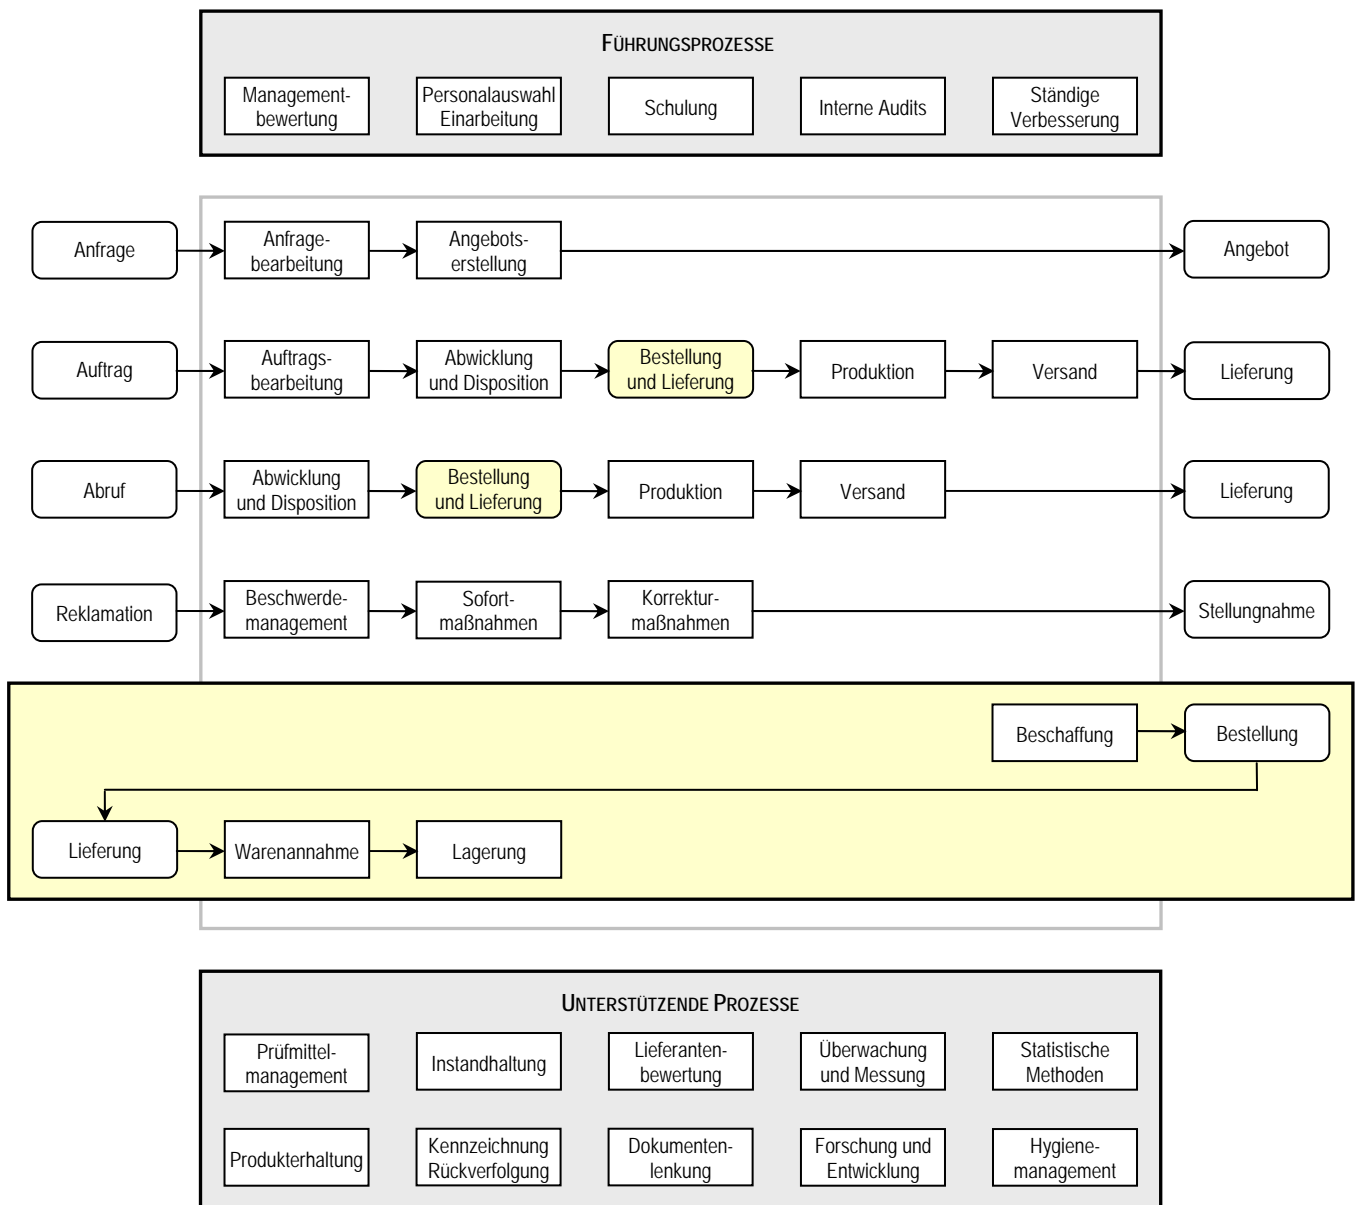 FÜHRUNGSPROZESSE
Management-
bewertung
Personalauswahl
Einarbeitung
Schulung
Interne Audits
Ständige
Verbesserung
Anfrage
Anfrage-
bearbeitung
Angebots-
erstellung
Angebot
Auftrag
Auftrags-
bearbeitung
Abwicklung
und Disposition
Bestellung
und Lieferung
Produktion
Versand
Lieferung
Abruf
Abwicklung
und Disposition
Bestellung
und Lieferung
Produktion
Versand
Lieferung
Reklamation
Beschwerde-
management
Sofort-
maßnahmen
Korrektur-
maßnahmen
Stellungnahme
Beschaffung
Bestellung
Lieferung
Warenannahme
Lagerung
UNTERSTÜTZENDE PROZESSE
Prüfmittel-
management
Instandhaltung
Lieferanten-
bewertung
Überwachung
und Messung
Statistische
Methoden
Produkterhaltung
Kennzeichnung
Rückverfolgung
Dokumenten-
lenkung
Forschung und
Entwicklung
Hygiene-
management